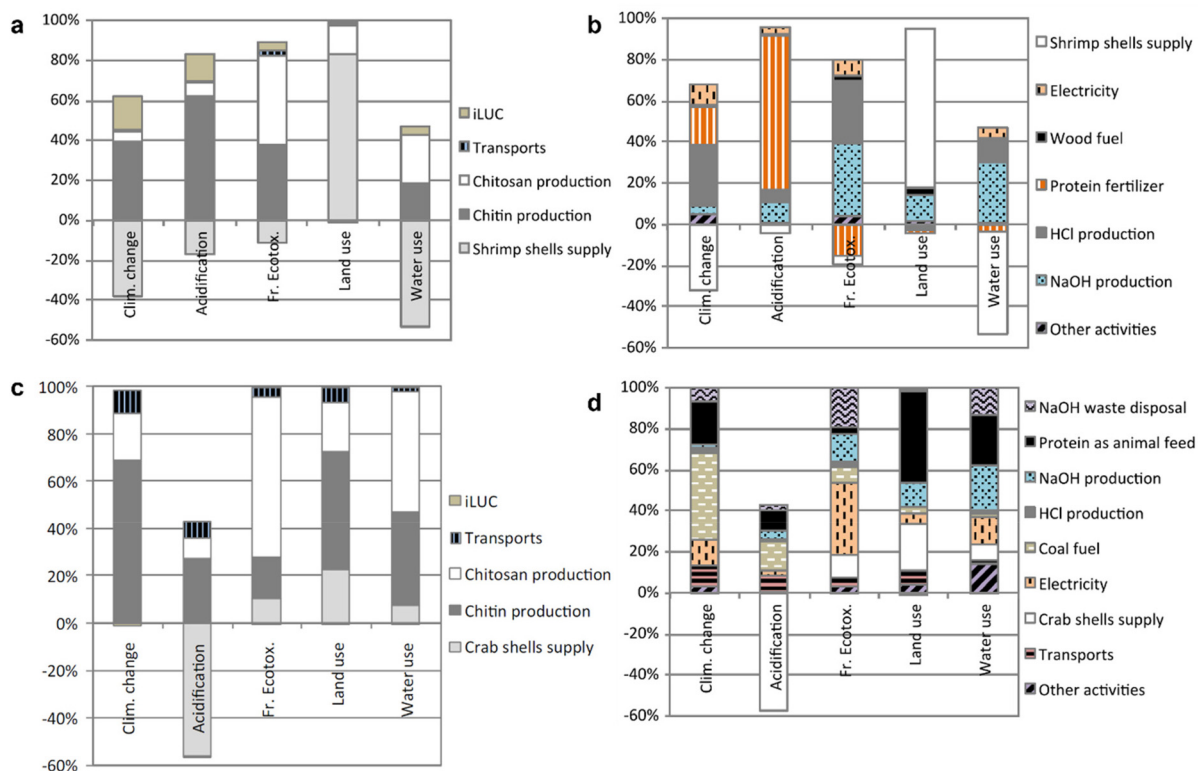 a
100%
80%
60%
40%
20%
0%
-20%
-40%
-60%
Clim. change
Acidification
Fr. Ecotox.
Land use
Water use
iLUC
Transports
Chitosan production
Chitin production
Shrimp shells supply
b
100%
80%
60%
40%
20%
0%
-20%
-40%
-60%
Clim. change
Acidification
Fr. Ecotox.
Land use
Water use
Shrimp shells supply
Electricity
Wood fuel
Protein fertilizer
HCl production
NaOH production
Other activities
c
100%
80%
60%
40%
20%
0%
-20%
-40%
-60%
Clim. change
Acidification
Fr. Ecotox.
Land use
Water use
iLUC
Transports
Chitosan production
Chitin production
Crab shells supply
d
100%
80%
60%
40%
20%
0%
-20%
-40%
-60%
Clim. change
Acidification
Fr. Ecotox.
Land use
Water use
NaOH waste disposal
Protein as animal feed
NaOH production
HCl production
Coal fuel
Electricity
Crab shells supply
Transports
Other activities